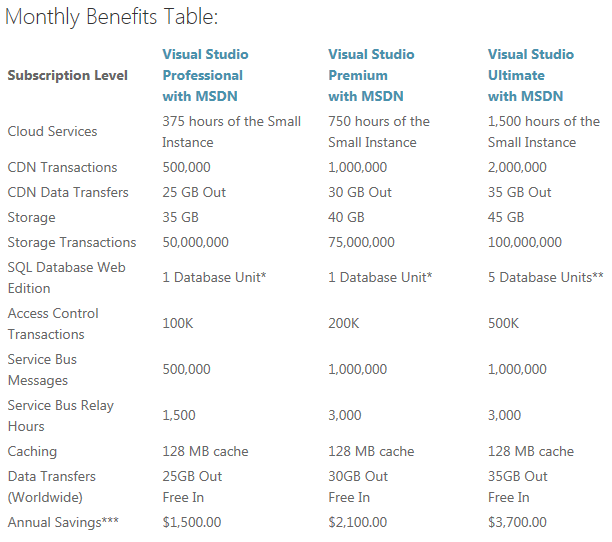 Monthly Benefits Table:
Subscription Level
Visual Studio
Professional
with MSDN
Visual Studio
Premium
with MSDN
Visual Studio
Ultimate
with MSDN
Cloud Services
375 hours of the Small
Instance
750 hours of the
Small Instance
1,500 hours of the
Small Instance
CDN Transactions
500,000
1,000,000
2,000,000
CDN Data Transfers
25 GB Out
30 GB Out
35 GB Out
Storage
35 GB
40 GB
45 GB
Storage Transactions
50,000,000
75,000,000
100,000,000
SQL Database Web
Edition
1 Database Unit*
1 Database Unit*
5 Database Units**
Access Control
Transactions
100K
200K
500K
Service Bus
Messages
500,000
1,000,000
1,000,000
Service Bus Relay
Hours
1,500
3,000
3,000
Caching
128 MB cache
128 MB cache
128 MB cache
Data Transfers
(Worldwide)
25GB Out
Free In
30GB Out
Free In
35GB Out
Free In
Annual Savings***
$1,500.00
$2,100.00
$3,700.00